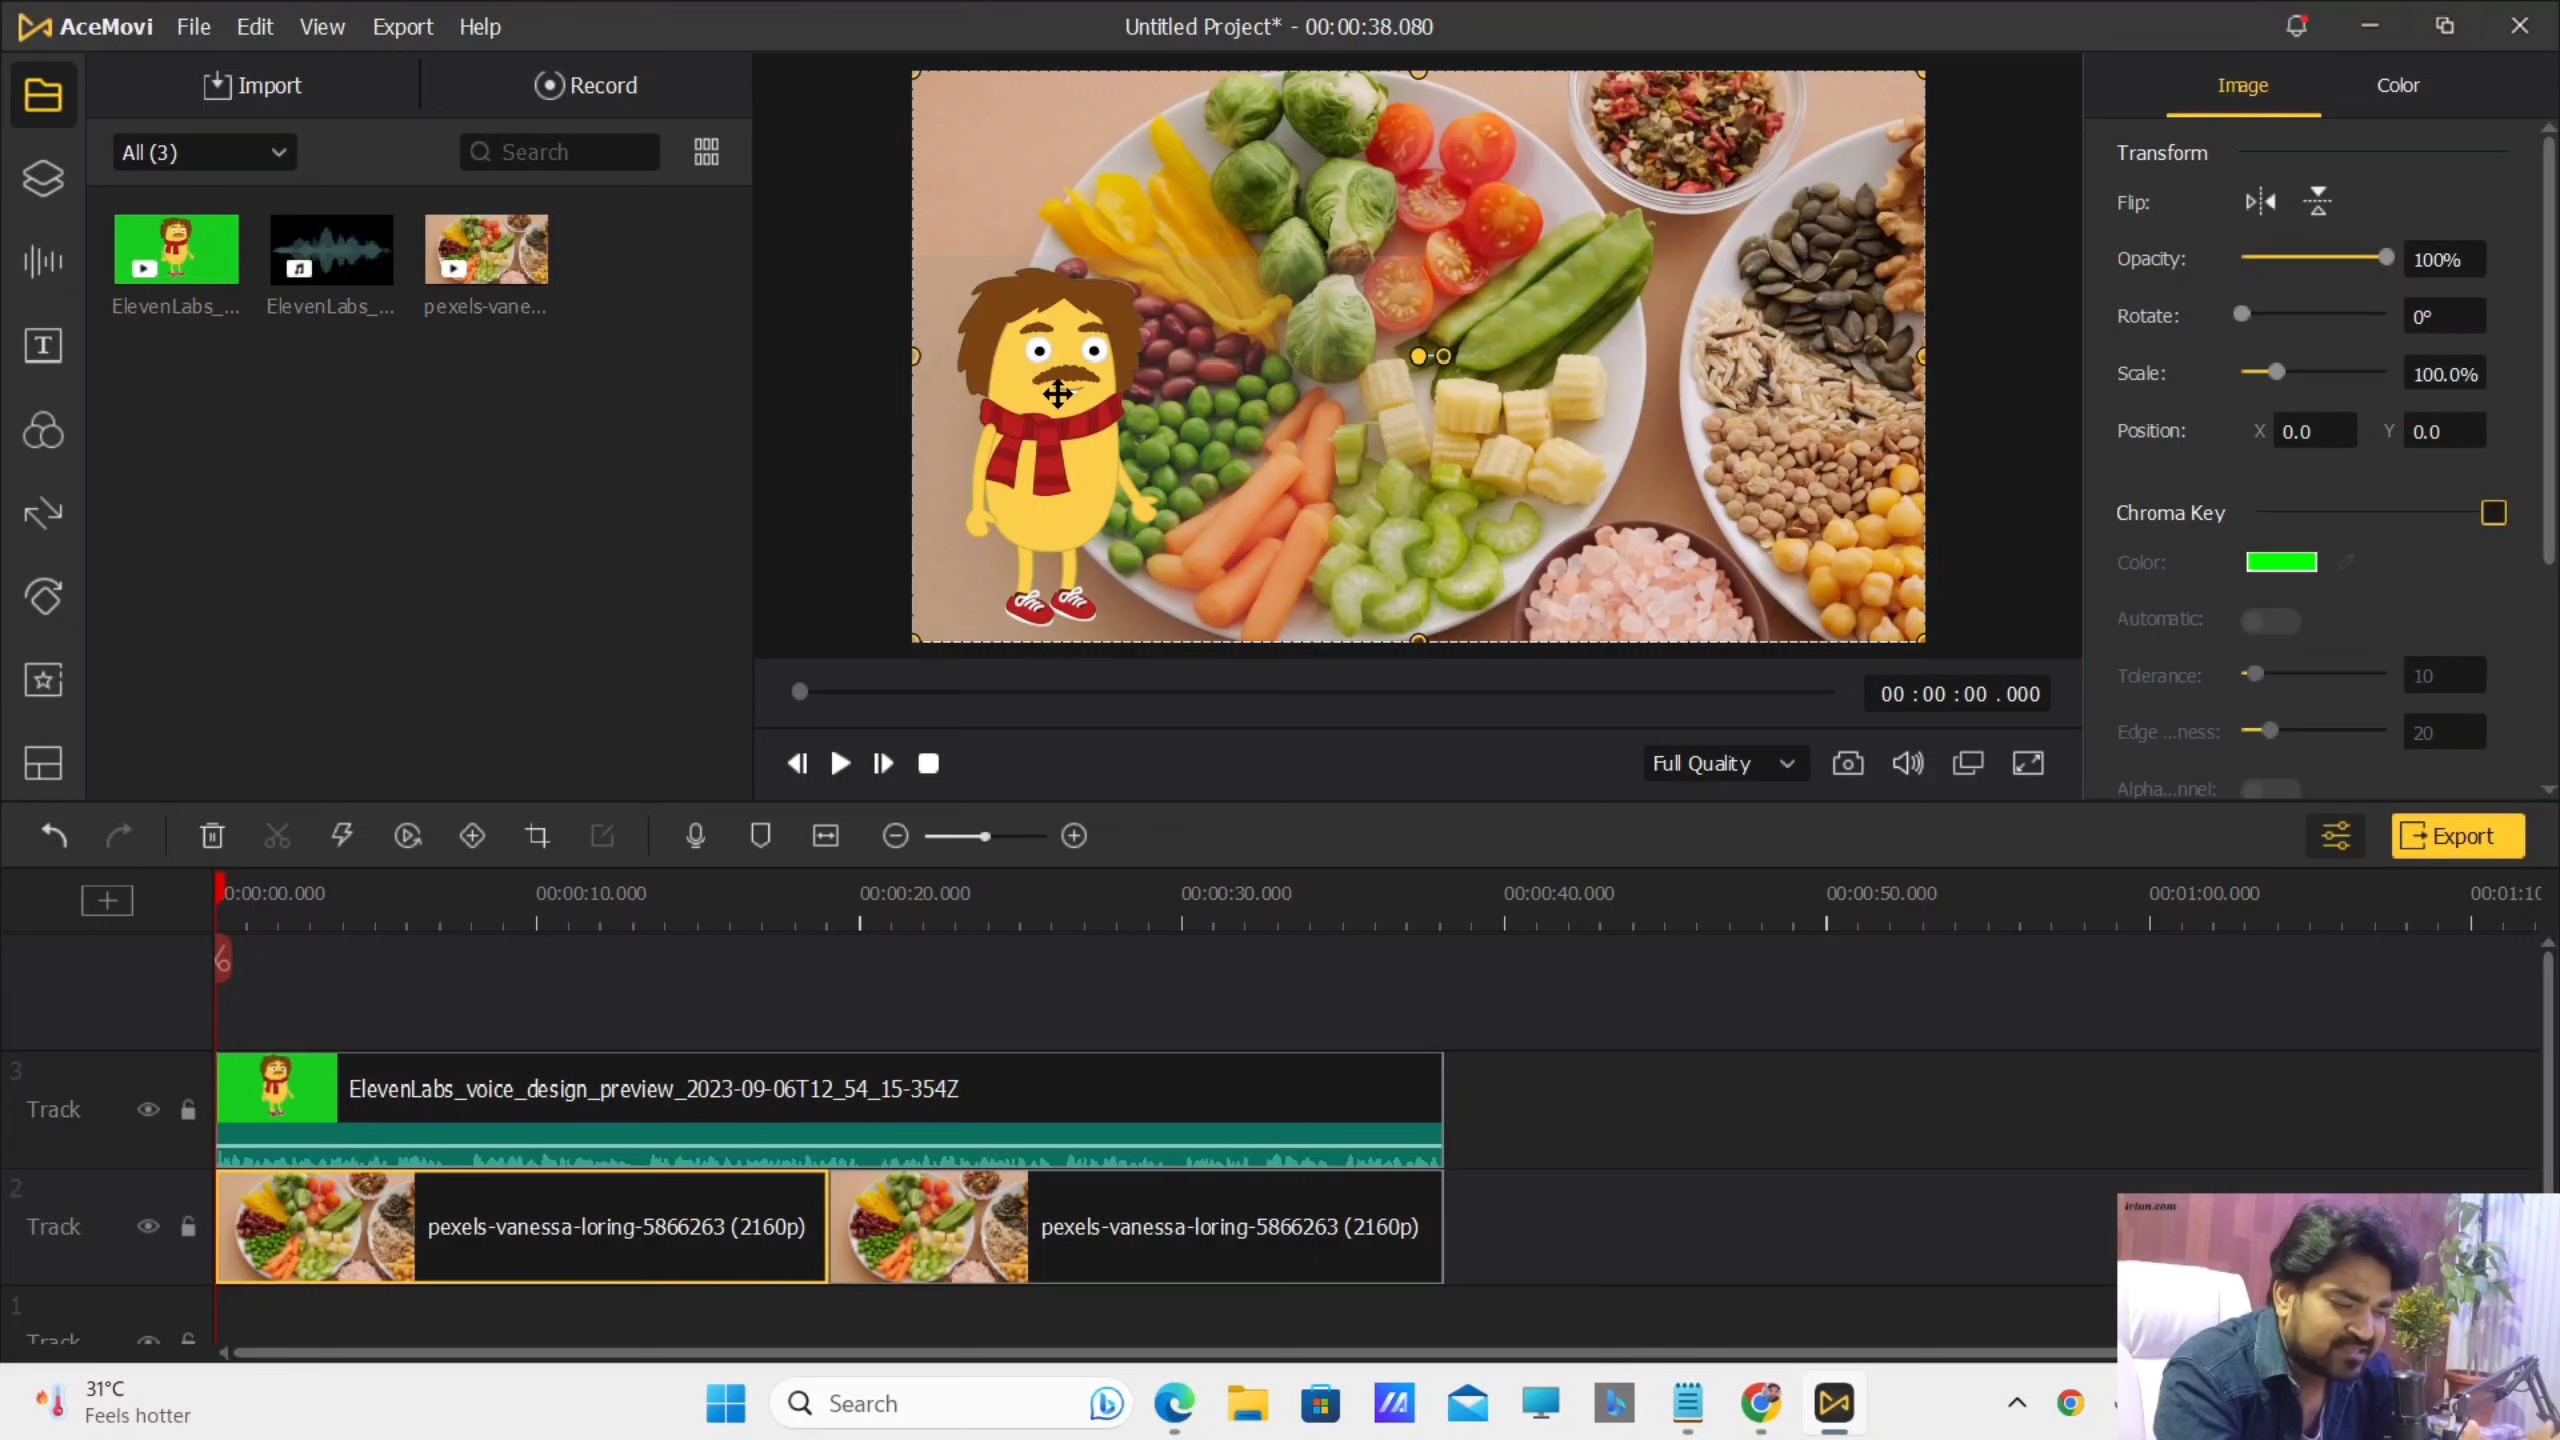 AceMovi File Edit View Export Help
Untitled Project* - 00:00:38.080
Import
Record
All (3)
Search
ElevenLabs_...
ElevenLabs_...
pexels-vane...
Image
Color
Transform
Flip:
Opacity:
100%
Rotate:
0°
Scale:
100.0%
Position:
X 0.0
Y 0.0
Chroma Key
Color:
Automatic:
Tolerance:
10
Edge ...ness:
20
Alpha...nnel:
00 : 00 : 00 . 000
Full Quality
Export
0:00:00.000
00:00:10.000
00:00:20.000
00:00:30.000
00:00:40.000
00:00:50.000
00:01:00.000
00:01:10
3
Track
ElevenLabs_voice_design_preview_2023-09-06T12_54_15-354Z
2
Track
pexels-vanessa-loring-5866263 (2160p)
pexels-vanessa-loring-5866263 (2160p)
1
Track
31°C
Feels hotter
Search